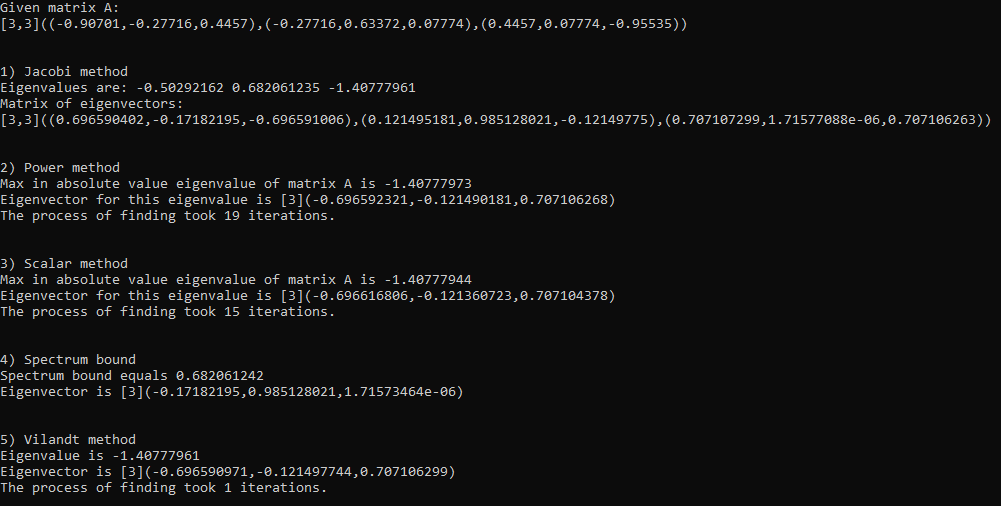 Given matrix A:
[3,3]((-0.90701,-0.27716,0.4457),(-0.27716,0.63372,0.07774),(0.4457,0.07774,-0.95535))
1) Jacobi method
Eigenvalues are: -0.50292162 0.682061235 -1.40777961
Matrix of eigenvectors:
[3,3]((0.696590402,-0.17182195,-0.696591006),(0.121495181,0.985128021,-0.12149775),(0.707107299,1.71577088e-06,0.707106263))
2) Power method
Max in absolute value eigenvalue of matrix A is -1.40777973
Eigenvector for this eigenvalue is [3](-0.696592321,-0.121490181,0.707106268)
The process of finding took 19 iterations.
3) Scalar method
Max in absolute value eigenvalue of matrix A is -1.40777944
Eigenvector for this eigenvalue is [3](-0.696616806,-0.121360723,0.707104378)
The process of finding took 15 iterations.
4) Spectrum bound
Spectrum bound equals 0.682061242
Eigenvector is [3](-0.17182195,0.985128021,1.71573464e-06)
5) Vilandt method
Eigenvalue is -1.40777961
Eigenvector is [3](-0.696590971,-0.121497744,0.707106299)
The process of finding took 1 iterations.